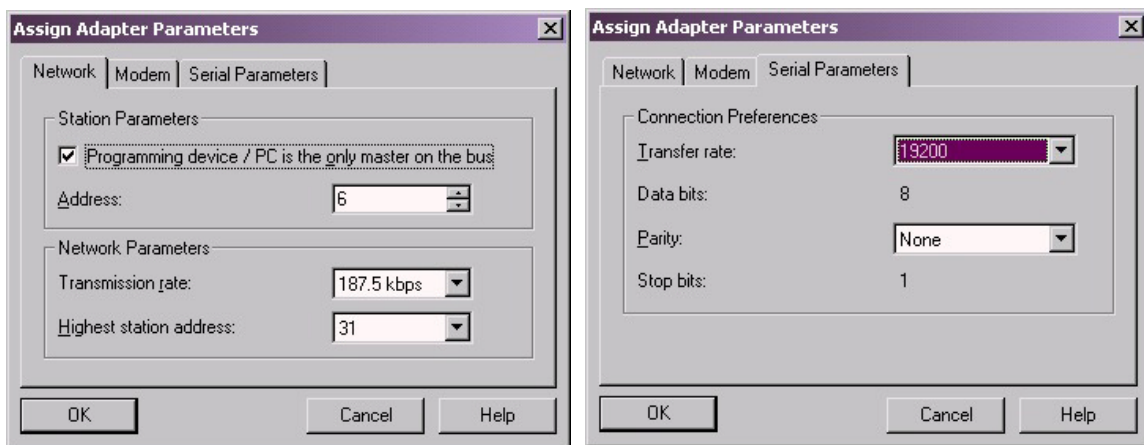 Assign Adapter Parameters
Network
Modem
Serial Parameters
Station Parameters
Programming device / PC is the only master on the bus
Address:
6
Network Parameters
Transmission rate:
187.5 kbps
Highest station address:
31
OK
Cancel
Help
Assign Adapter Parameters
Network
Modem
Serial Parameters
Connection Preferences
Transfer rate:
19200
Data bits:
8
Parity:
None
Stop bits:
1
OK
Cancel
Help